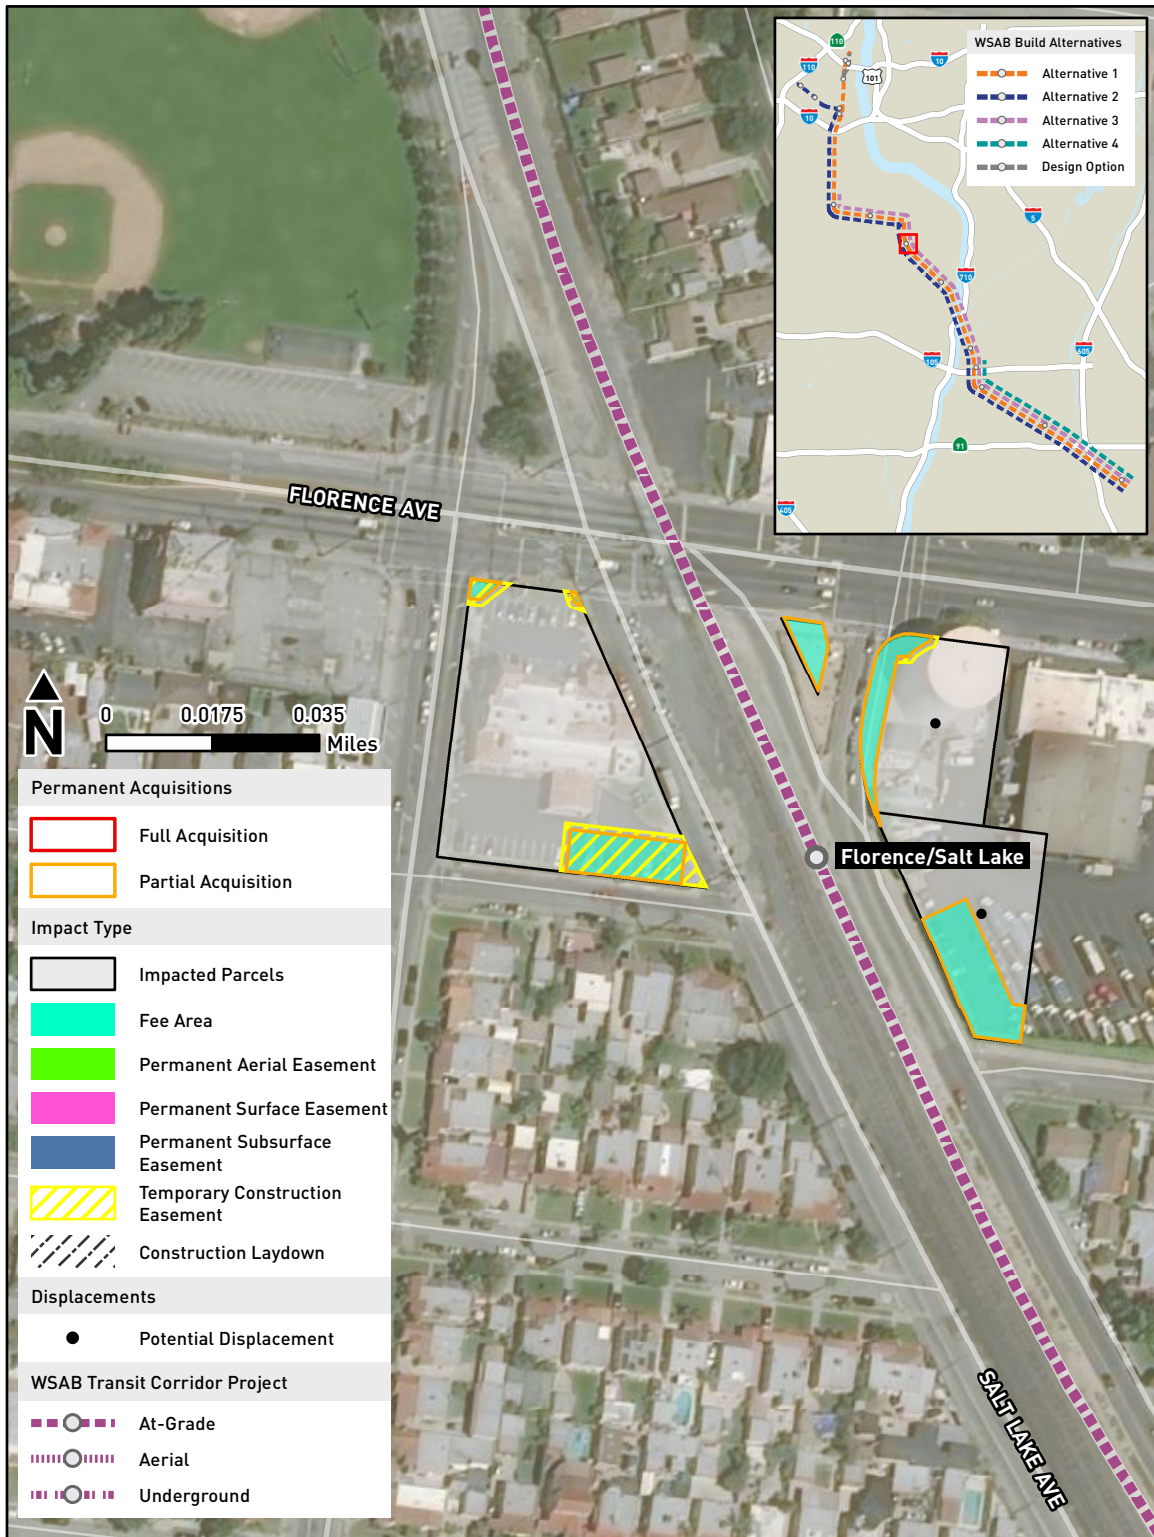 WSAB Build Alternatives
Alternative 1
Alternative 2
Alternative 3
Alternative 4
Design Option
110
110
10
101
10
5
710
105
605
91
405
FLORENCE AVE
N
0 0.0175 0.035
Miles
Florence/Salt Lake
Permanent Acquisitions
Full Acquisition
Partial Acquisition
Impact Type
Impacted Parcels
Fee Area
Permanent Aerial Easement
Permanent Surface Easement
Permanent Subsurface
Easement
Temporary Construction
Easement
Construction Laydown
Displacements
Potential Displacement
WSAB Transit Corridor Project
At-Grade
Aerial
Underground
SALT LAKE AVE